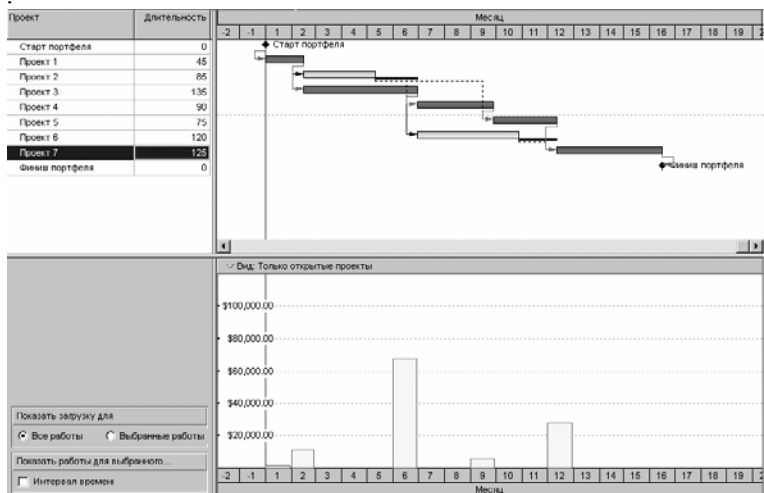 Проект Длительность Месяц
-2 -1 1 2 3 4 5 6 7 8 9 10 11 12 13 14 15 16 17 18 19 2
Старт портфеля 0 Старт портфеля
Проект 1 45
Проект 2 85
Проект 3 135
Проект 4 90
Проект 5 75
Проект 6 120
Проект 7 125
Финиш портфеля 0 Финиш портфеля
Вид: Только открытые проекты
$100,000.00
$80,000.00
$60,000.00
$40,000.00
$20,000.00
Показать загрузку для
Все работы Выбранные работы
Показать работы для выбранного...
Интервал времени
-2 -1 1 2 3 4 5 6 7 8 9 10 11 12 13 14 15 16 17 18 19 2
Месяц